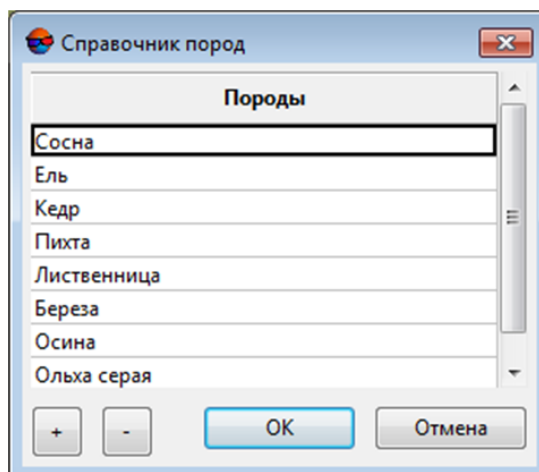 Справочник пород
Породы
Сосна
Ель
Кедр
Пихта
Лиственница
Береза
Осина
Ольха серая
+ - OK Отмена